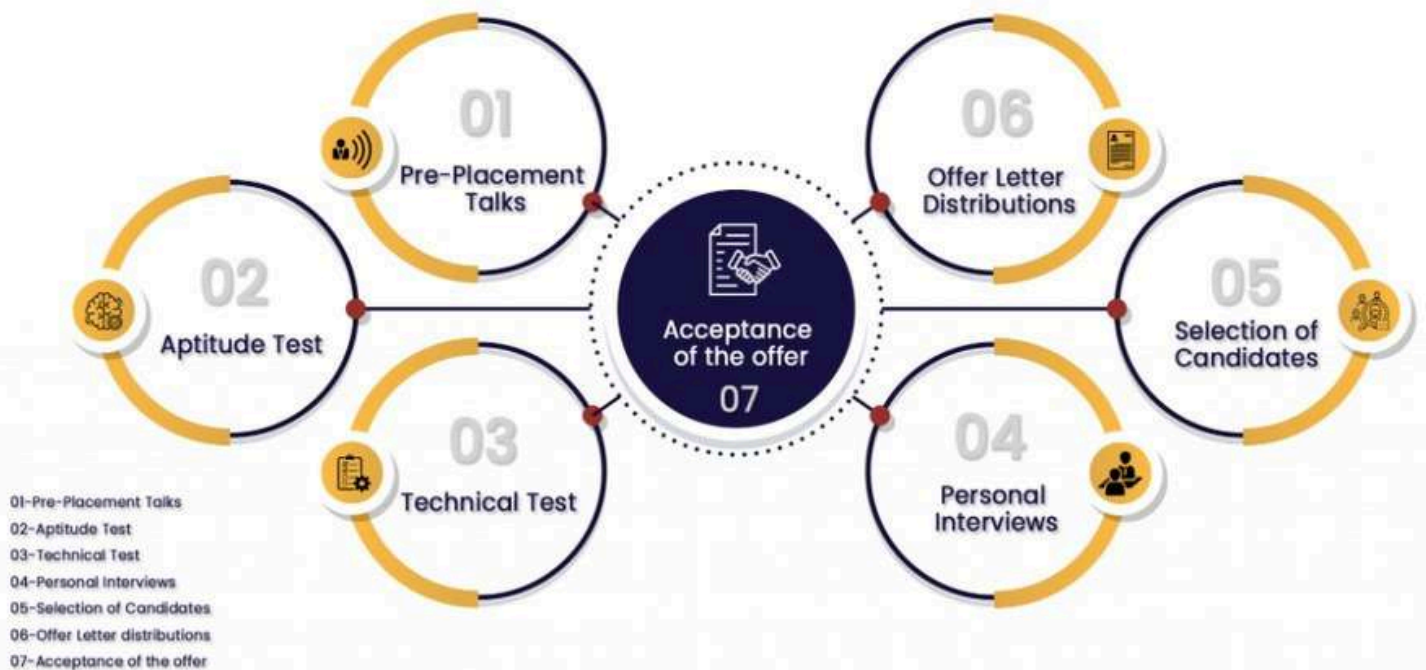 01
Pre-Placement
Talks
02
Aptitude Test
03
Technical Test
04
Personal
Interviews
05
Selection of
Candidates
06
Offer Letter
Distributions
Acceptance
of the offer
07
01-Pre-Placement Talks
02-Aptitude Test
03-Technical Test
04-Personal Interviews
05-Selection of Candidates
06-Offer Letter distributions
07-Acceptance of the offer